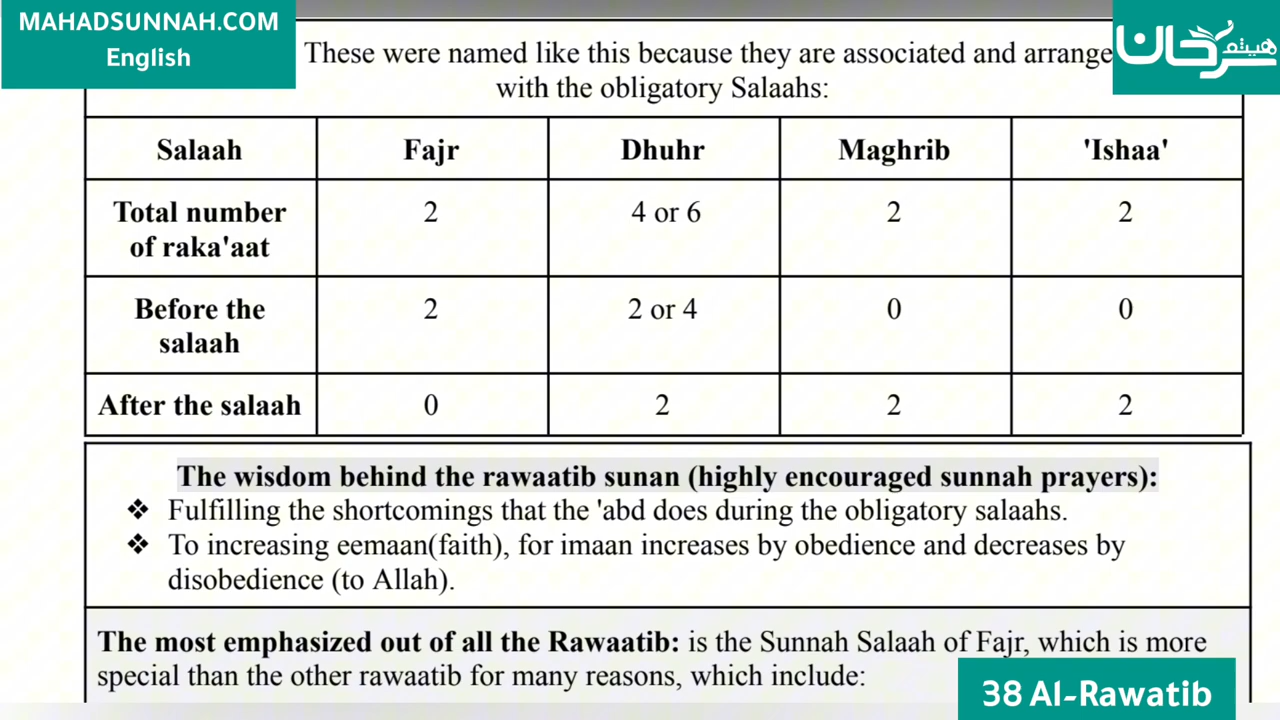 MAHADSUNNAH.COM
English
هيثم
سرحان
These were named like this because they are associated and arrange
with the obligatory Salaahs:
Salaah Fajr Dhuhr Maghrib 'Ishaa'
Total number of raka'aat 2 4 or 6 2 2
Before the salaah 2 2 or 4 0 0
After the salaah 0 2 2 2
The wisdom behind the rawaatib sunan (highly encouraged sunnah prayers):
❖ Fulfilling the shortcomings that the 'abd does during the obligatory salaahs.
❖ To increasing eemaan(faith), for imaan increases by obedience and decreases by
disobedience (to Allah).
The most emphasized out of all the Rawaatib: is the Sunnah Salaah of Fajr, which is more
special than the other rawaatib for many reasons, which include:
38 Al-Rawatib